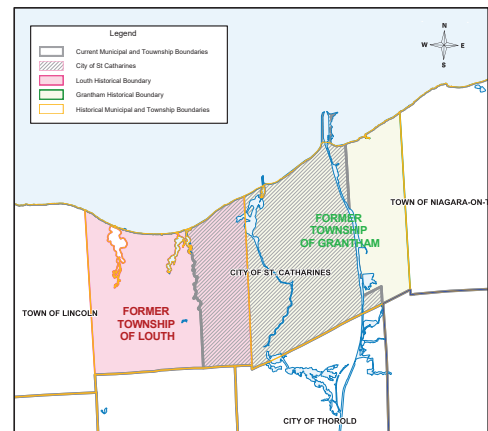 Legend
Current Municipal and Touwnship Boundaries
City of St Catharines
Louth Historical Boundary
Grantham Historical Boundary
Historical Municipal and Township Boundaries
N
W
E
S
TOWN OF NIAGARA-ON-T
FORMER
TOWNSHIP
OF GRANTHAM
CITY OF ST. CATHARINES
TOWN OF LINCOLN
FORMER
TOWNSHIP
OF LOUTH
CITY OF THOROLD